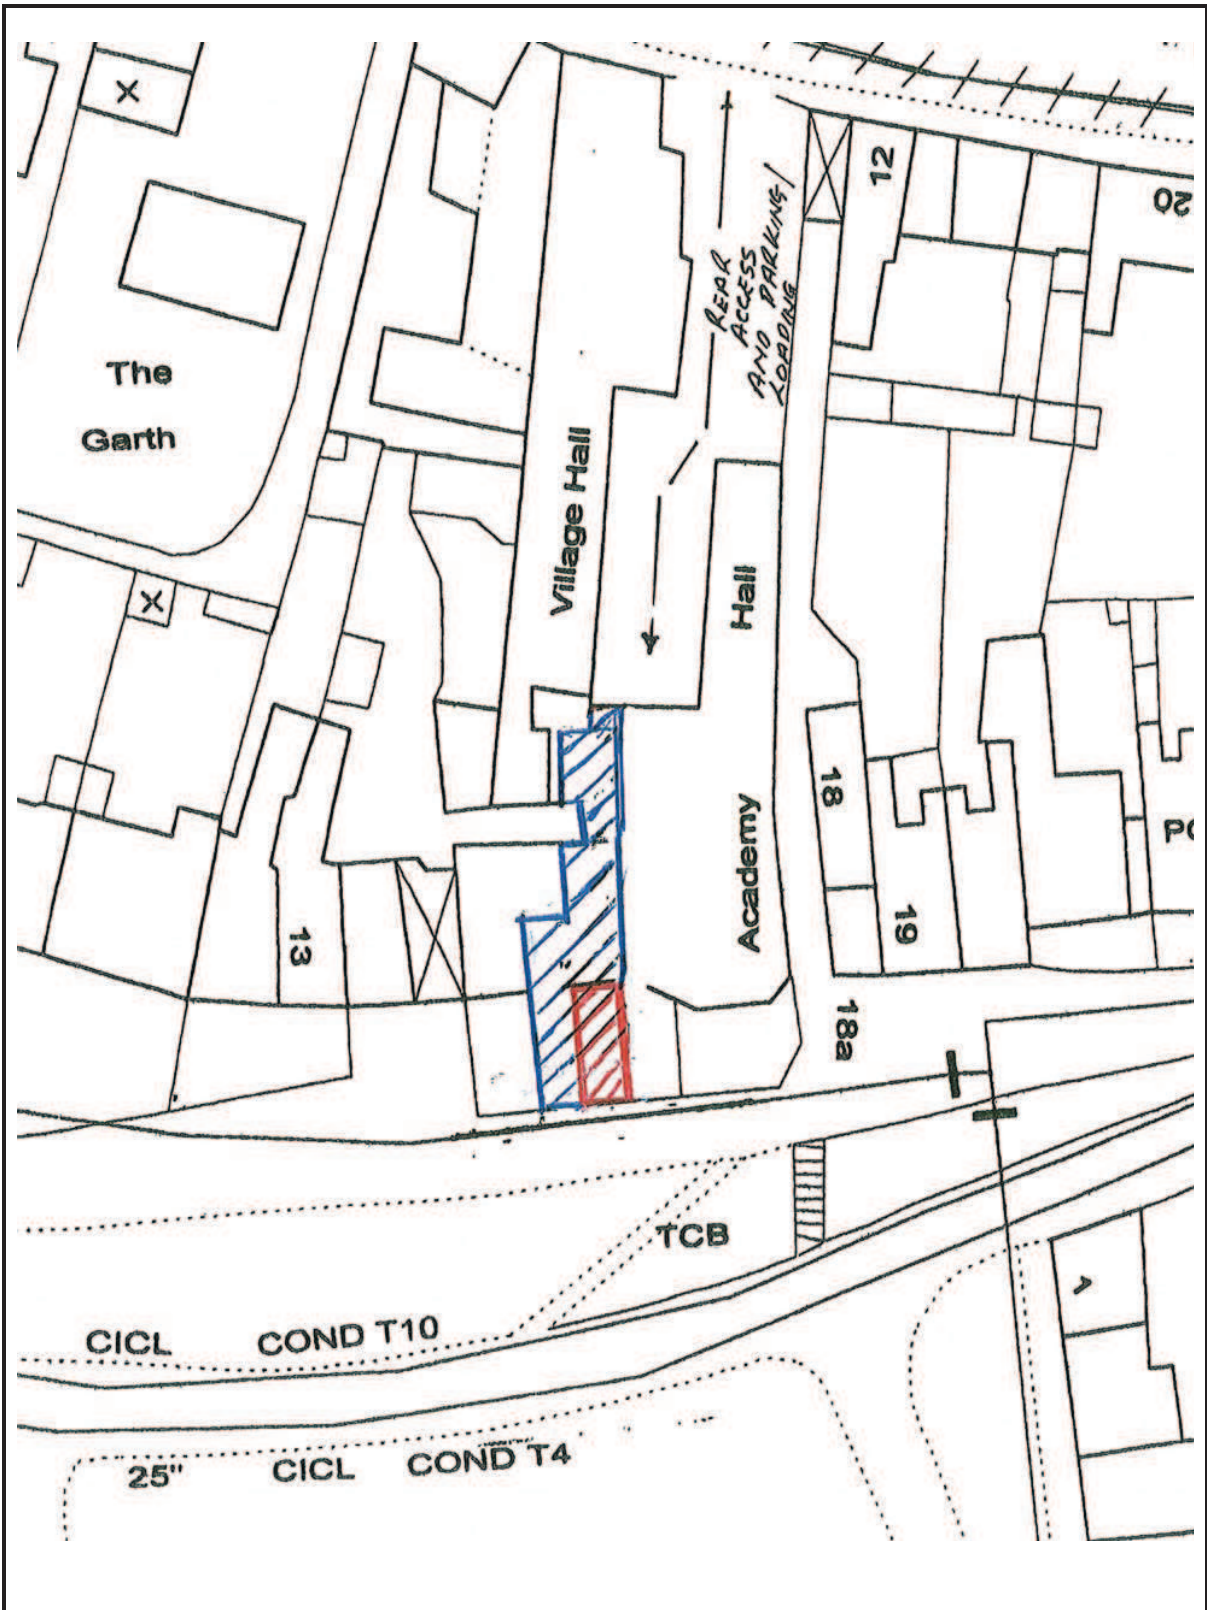 X
12
20
REAR
ACCESS
AND PARKING/
LOADING
The
Garth
Village Hall
Hall
X
18
Academy
19
13
18a
TCB
1
CICL COND T10
25" CICL COND T4